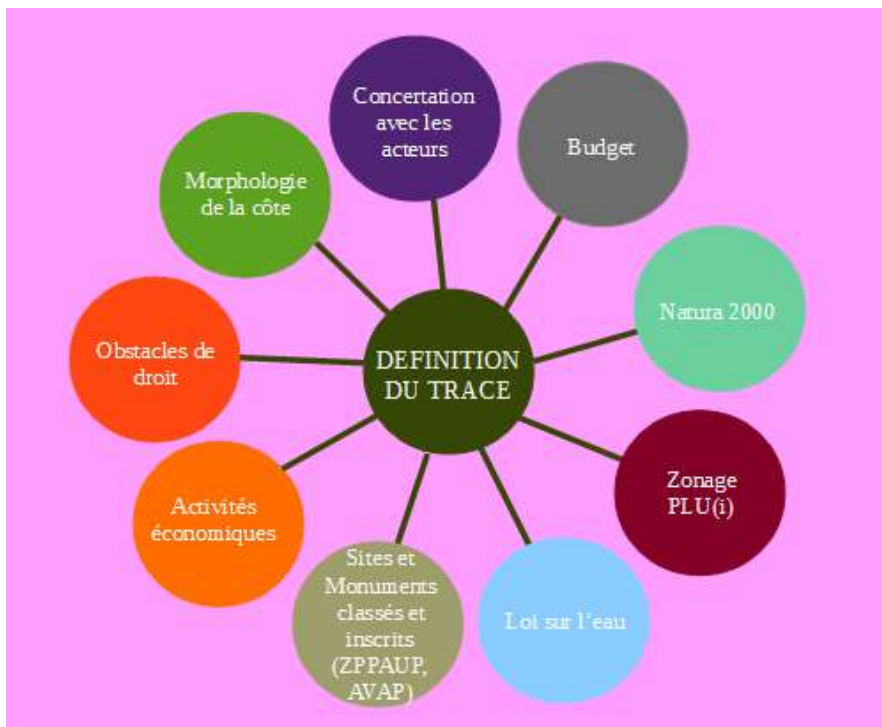 Concertation
avec les
acteurs
Budget
Morphologie
de la côte
Natura 2000
Obstacles de
droit
DEFINITION
DU TRACE
Zonage
PLU(i)
Activités
économiques
Sites et
Monuments
classés et
inscrits
(ZPPAUP,
AVAP)
Loi sur l’eau